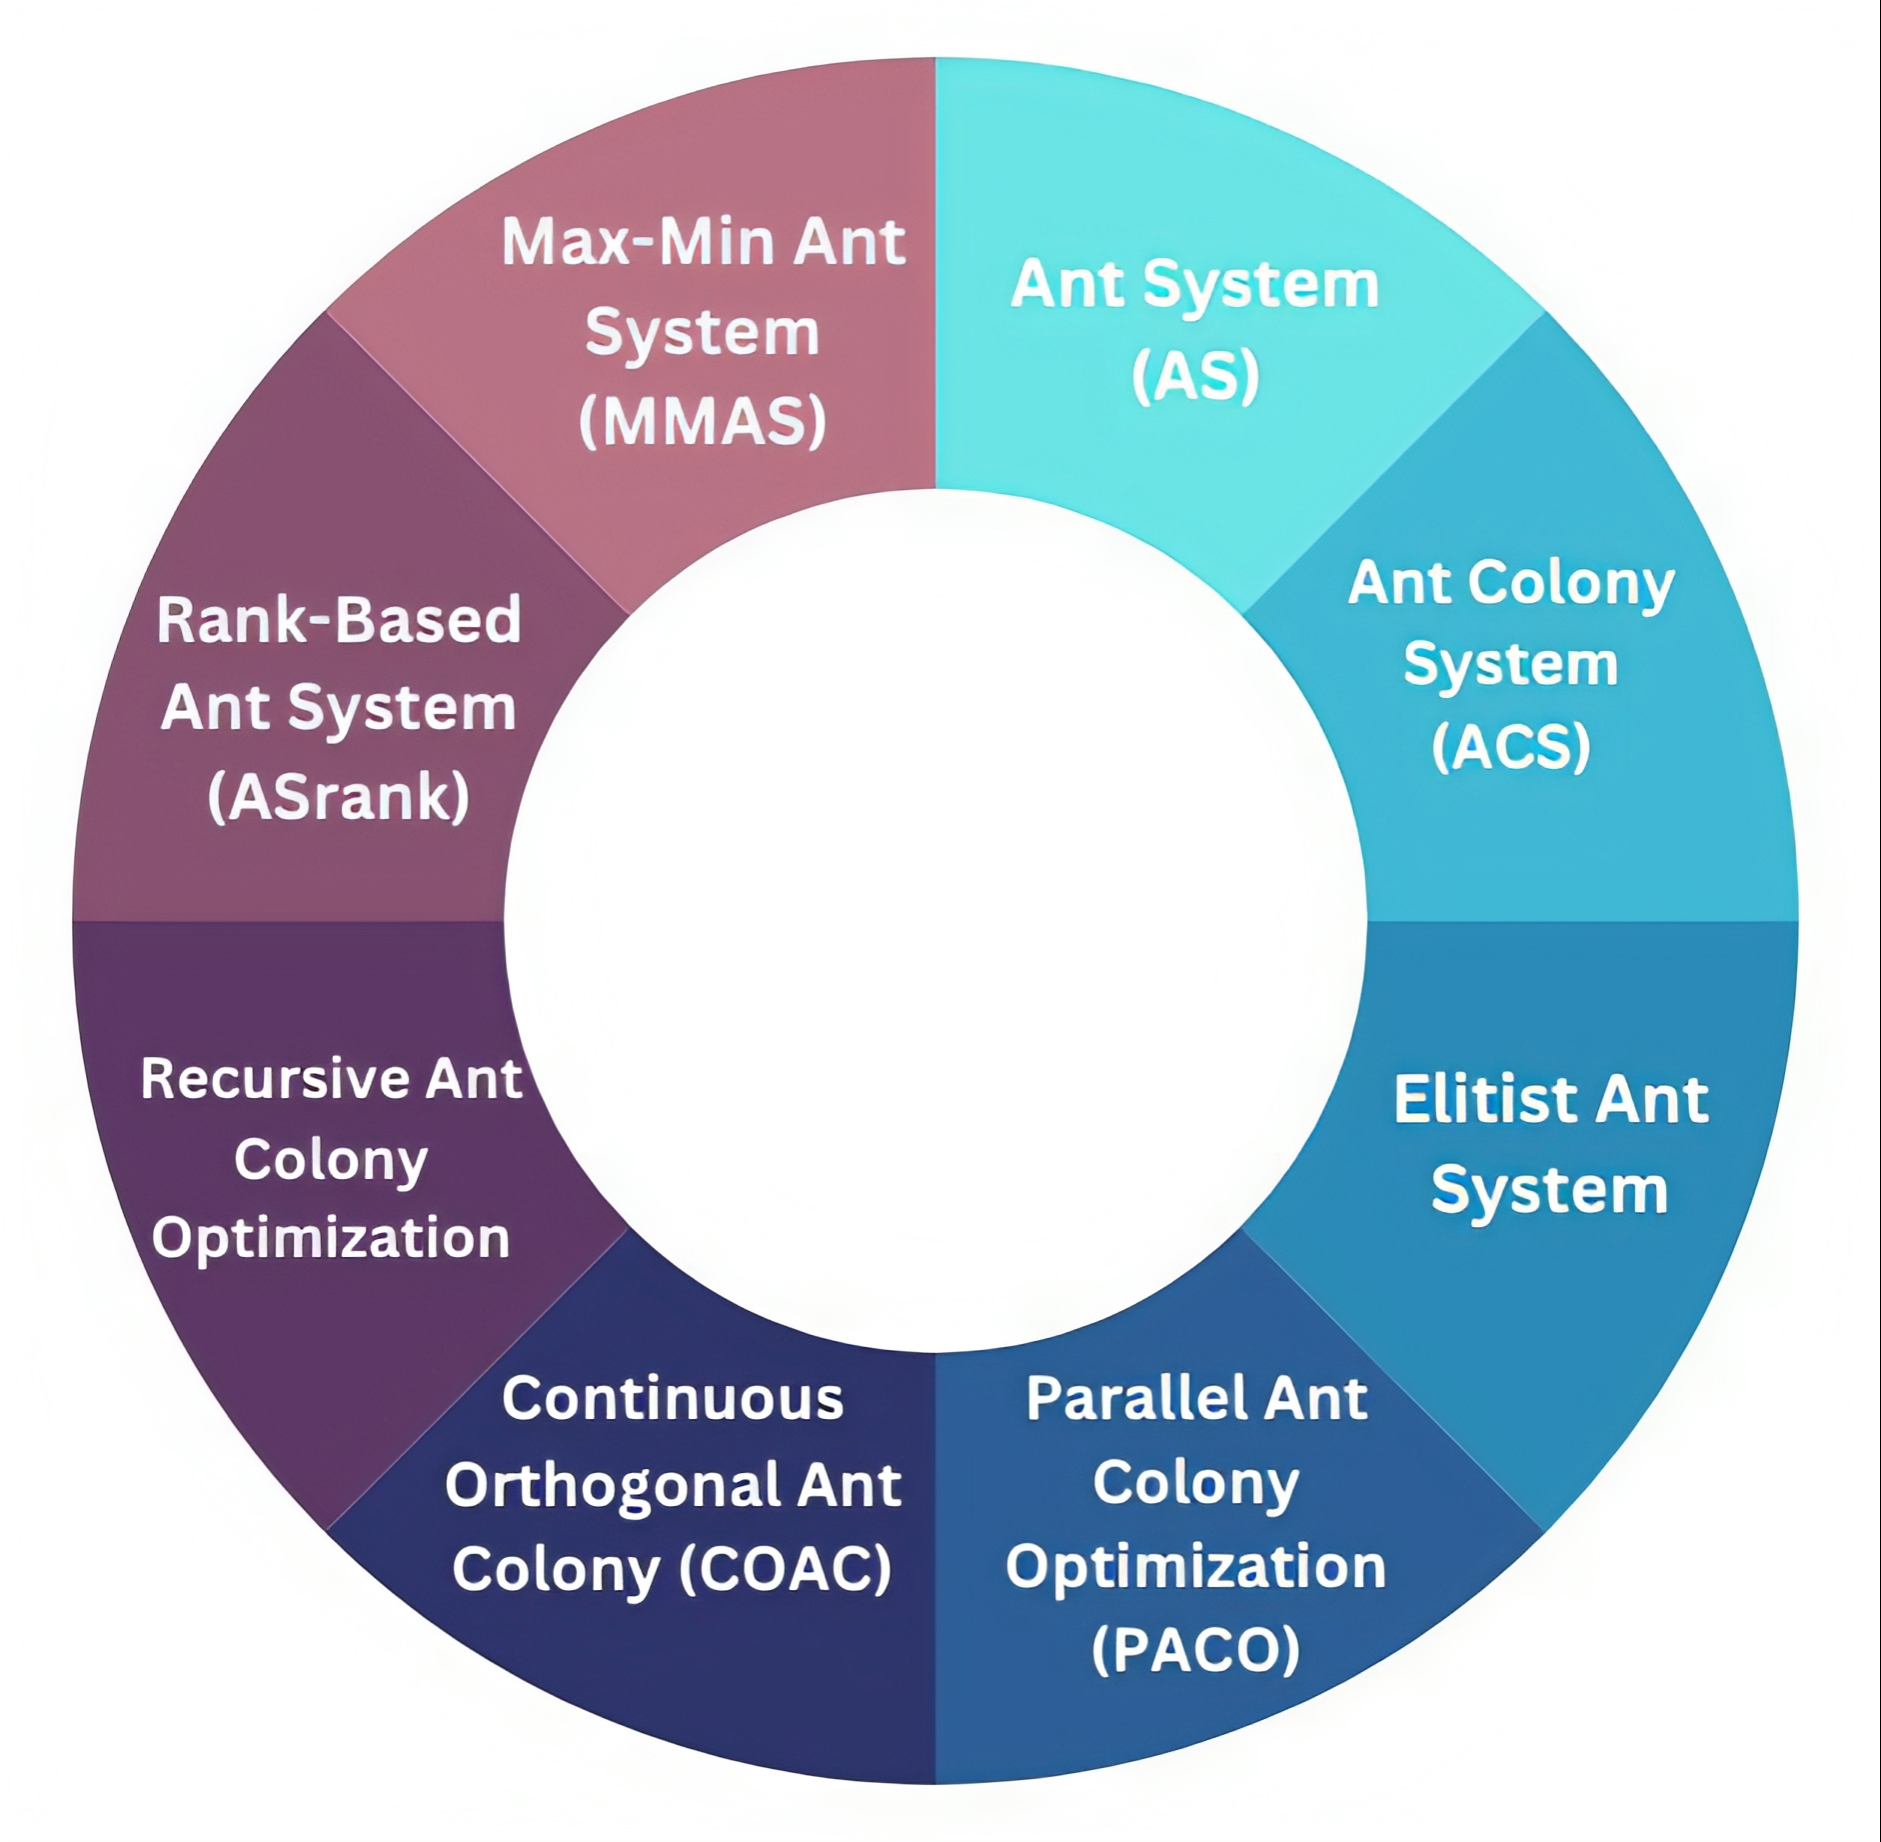 Max-Min Ant
System
(MMAS)
Ant System
(AS)
Ant Colony
System
(ACS)
Elitist Ant
System
Parallel Ant
Colony
Optimization
(PACO)
Continuous
Orthogonal Ant
Colony (COAC)
Recursive Ant
Colony
Optimization
Rank-Based
Ant System
(ASrank)